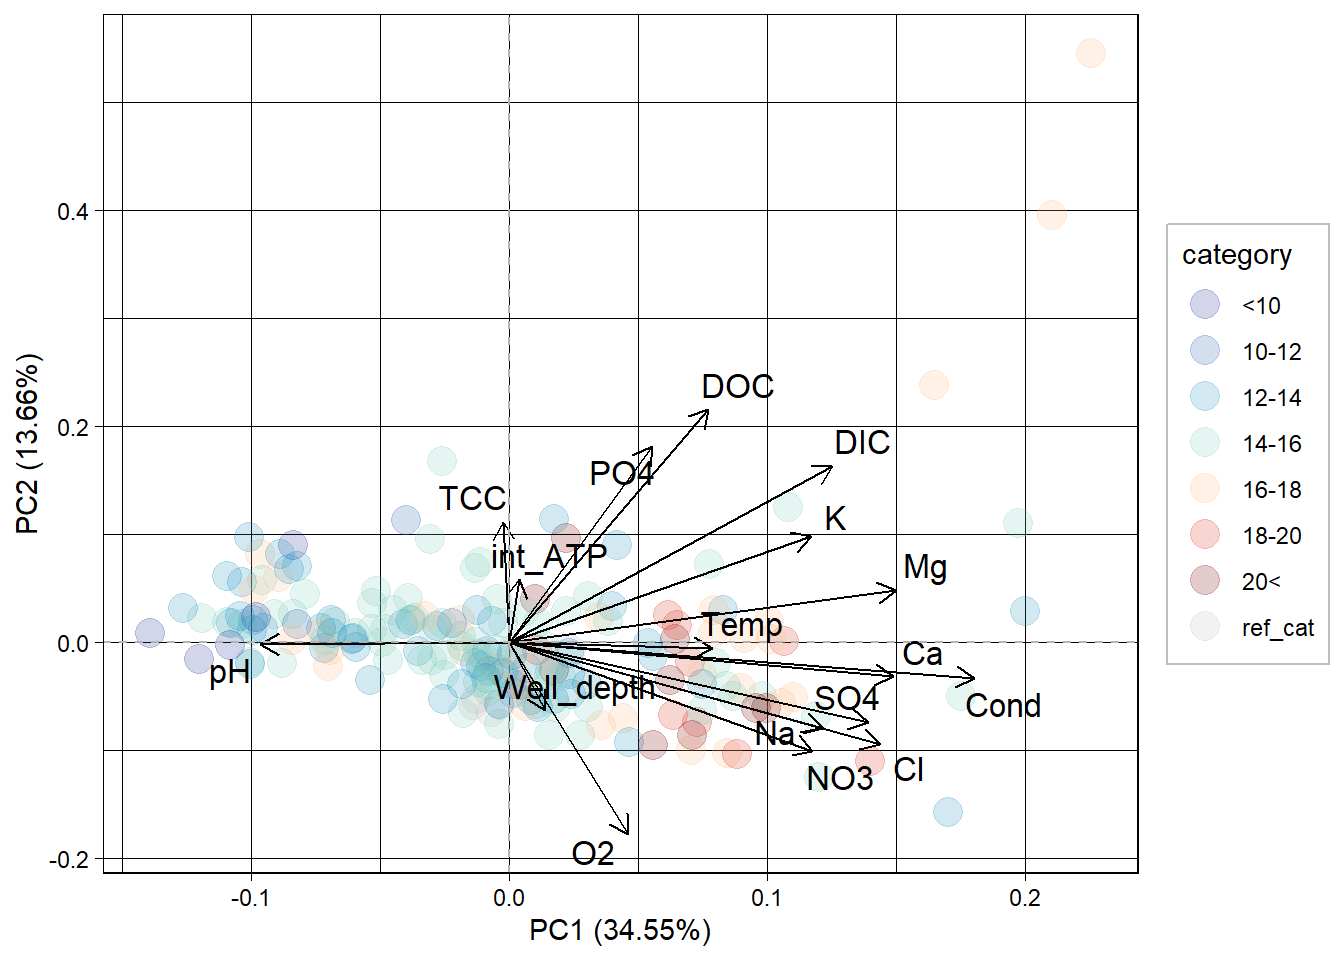 0.4
0.2
0.0
-0.2
PC2 (13.66%)
DOC
DIC
PO4
TCC
K
int_ATP
Mg
Temp
Ca
pH
Well_depth
SO4
Cond
Na
Cl
NO3
O2
-0.1
0.0
0.1
0.2
PC1 (34.55%)
category
<10
10-12
12-14
14-16
16-18
18-20
20<
ref_cat